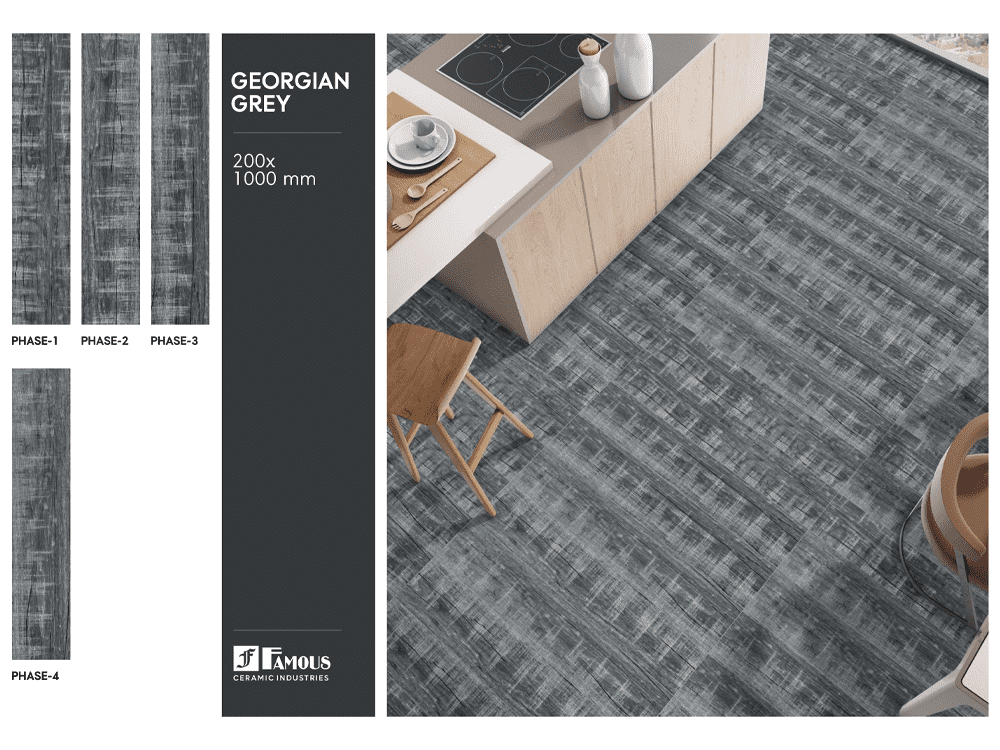 PHASE-1
PHASE-2
PHASE-3
PHASE-4
GEORGIAN
GREY
200x
1000 mm
FAMOUS
CERAMIC INDUSTRIES